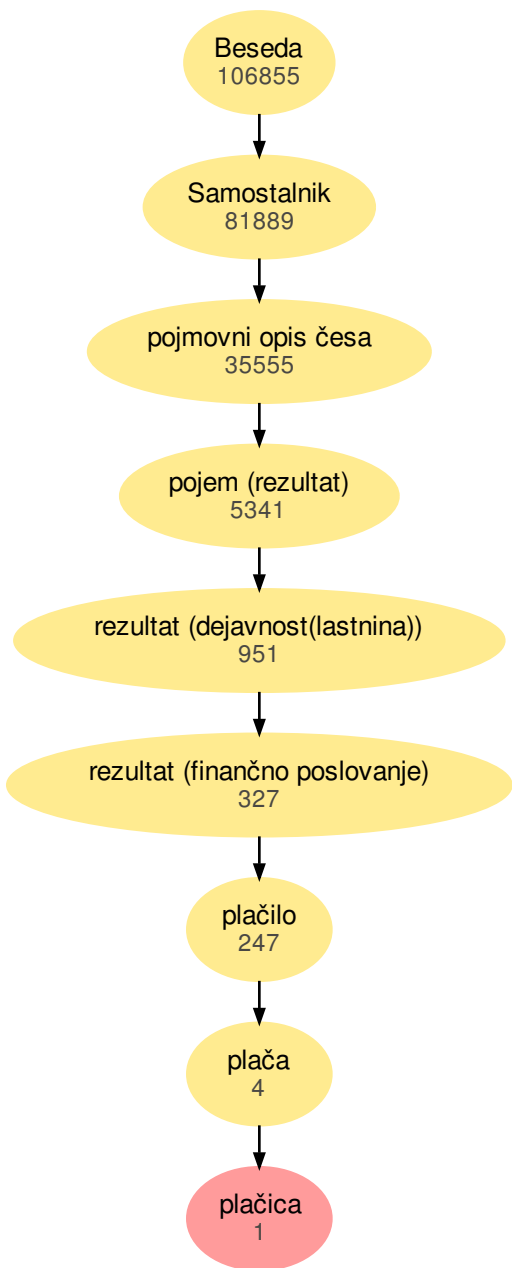 Beseda
106855
Samostalnik
81889
pojmovni opis česa
35555
pojem (rezultat)
5341
rezultat (dejavnost(lastnina))
951
rezultat (finančno poslovanje)
327
plačilo
247
plača
4
plačica
1